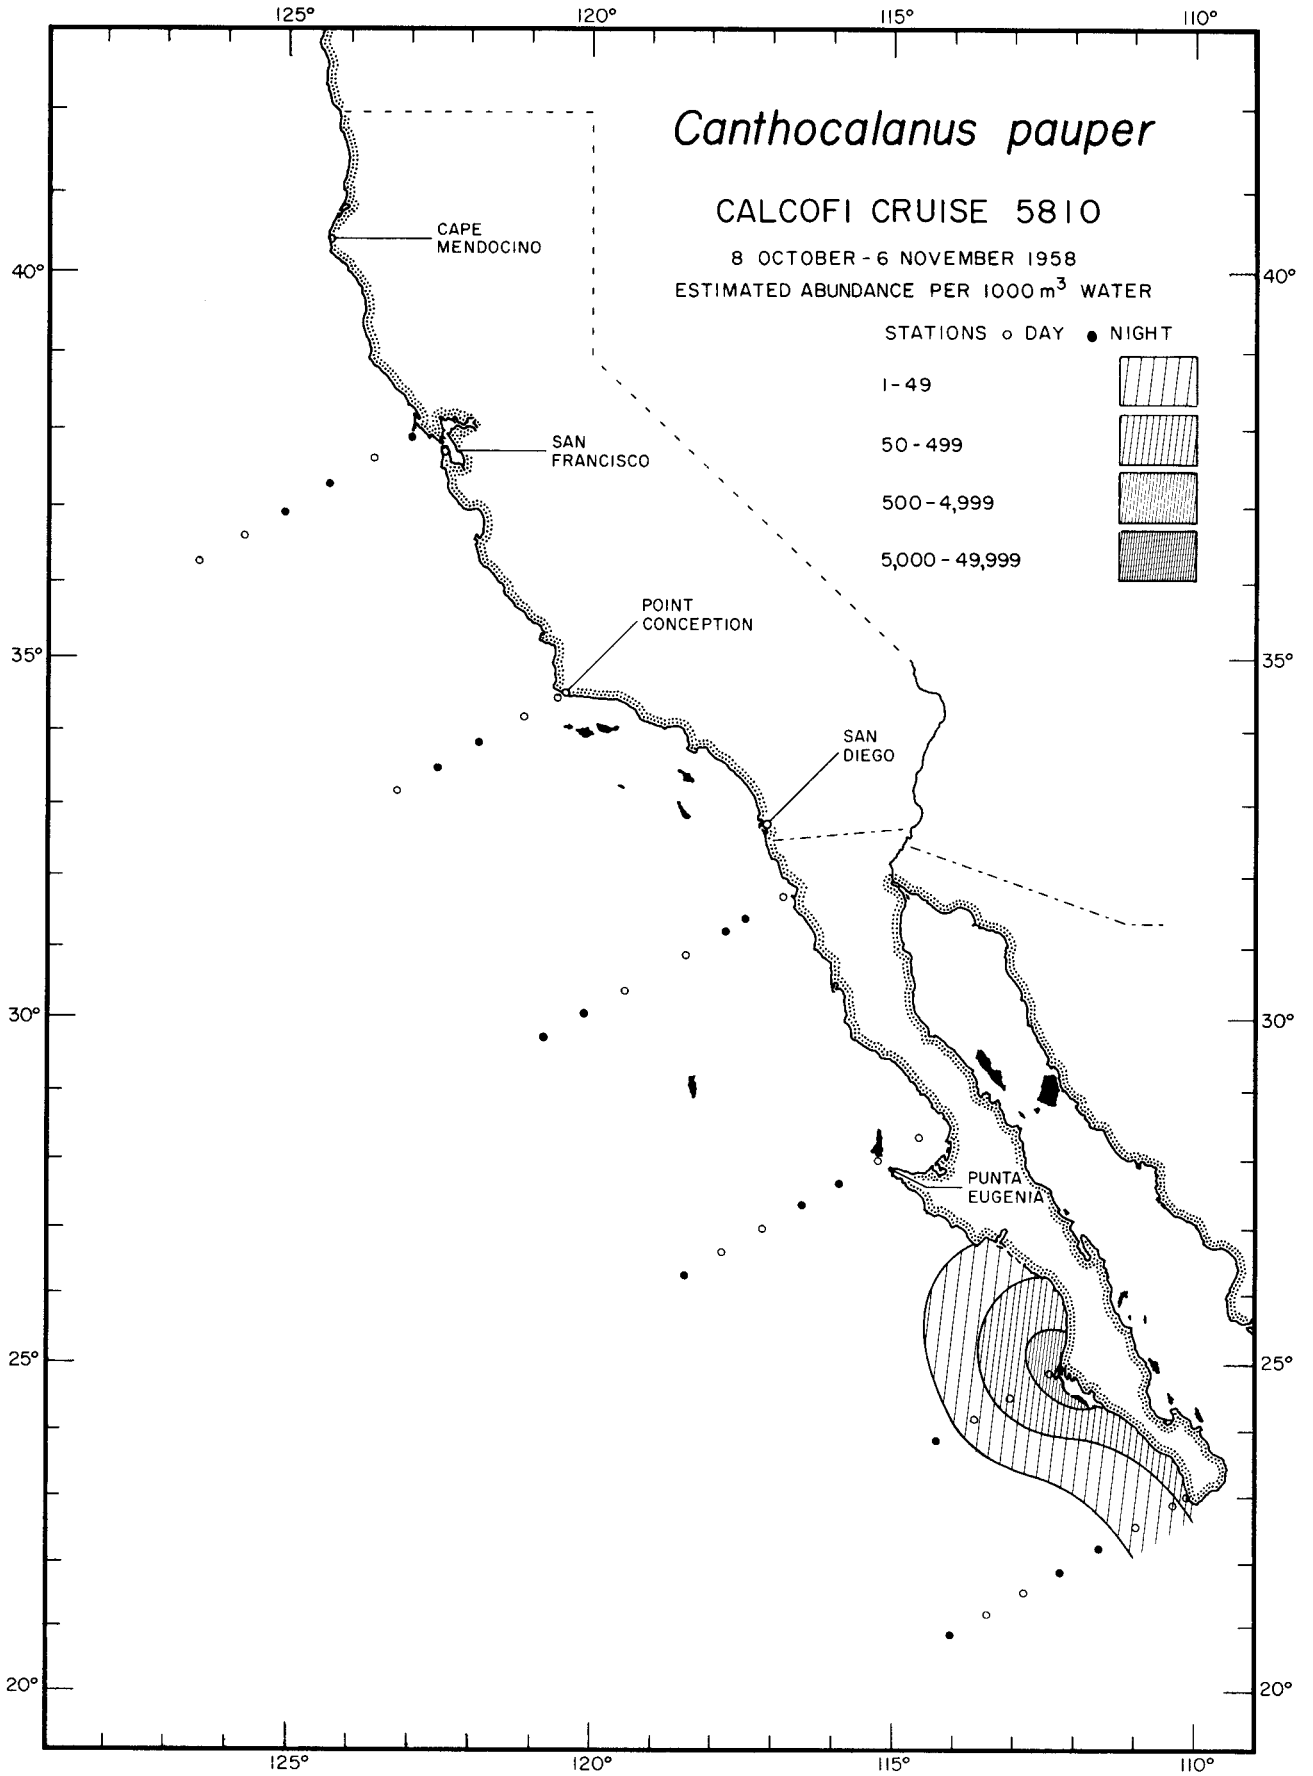 125° 120° 115° 110°
Canthocalanus pauper
CALCOFI CRUISE 5810
8 OCTOBER - 6 NOVEMBER 1958
ESTIMATED ABUNDANCE PER 1000 m³ WATER
STATIONS ○ DAY ● NIGHT
1 - 49
50 - 499
500 - 4,999
5,000 - 49,999
CAPE
MENDOCINO
40° 40°
SAN
FRANCISCO
POINT
CONCEPTION
35° 35°
SAN
DIEGO
30° 30°
PUNTA
EUGENIA
25° 25°
20° 20°
125° 120° 115° 110°